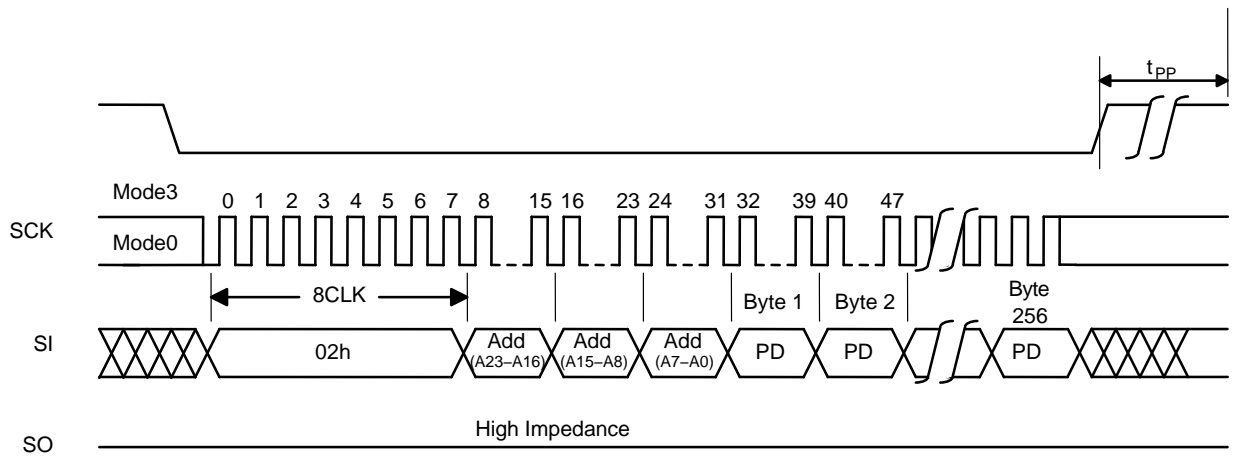 tPP
Mode3
0 1 2 3 4 5 6 7 8 15 16 23 24 31 32 39 40 47
SCK
Mode0
8CLK
Byte 1
Byte 2
Byte
256
SI
02h
Add
(A23–A16)
Add
(A15–A8)
Add
(A7–A0)
PD
PD
PD
High Impedance
SO